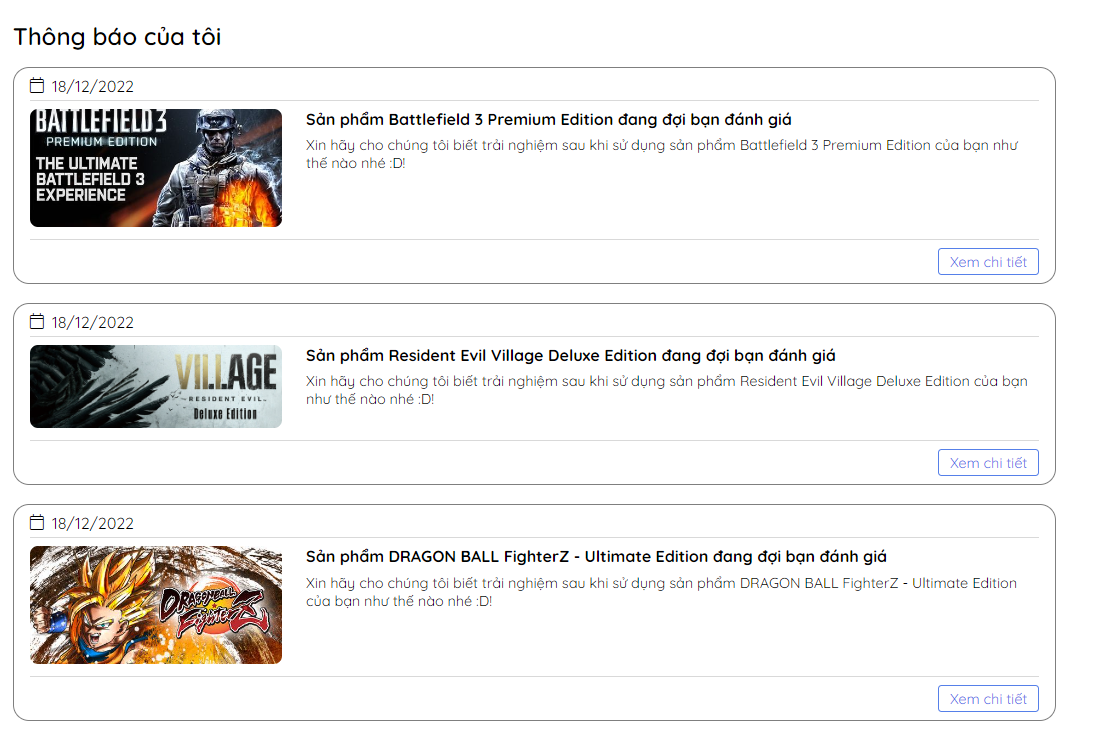 Thông báo của tôi
18/12/2022
BATTLEFIELD 3
PREMIUM EDITION
THE ULTIMATE
BATTLEFIELD 3
EXPERIENCE
Sản phẩm Battlefield 3 Premium Edition đang đợi bạn đánh giá
Xin hãy cho chúng tôi biết trải nghiệm sau khi sử dụng sản phẩm Battlefield 3 Premium Edition của bạn như
thế nào nhé :D!
Xem chi tiết
18/12/2022
VILLAGE
RESIDENT EVIL
Deluxe Edition
Sản phẩm Resident Evil Village Deluxe Edition đang đợi bạn đánh giá
Xin hãy cho chúng tôi biết trải nghiệm sau khi sử dụng sản phẩm Resident Evil Village Deluxe Edition của bạn
như thế nào nhé :D!
Xem chi tiết
18/12/2022
DRAGONBALL
FighterZ
Sản phẩm DRAGON BALL FighterZ - Ultimate Edition đang đợi bạn đánh giá
Xin hãy cho chúng tôi biết trải nghiệm sau khi sử dụng sản phẩm DRAGON BALL FighterZ - Ultimate Edition
của bạn như thế nào nhé :D!
Xem chi tiết